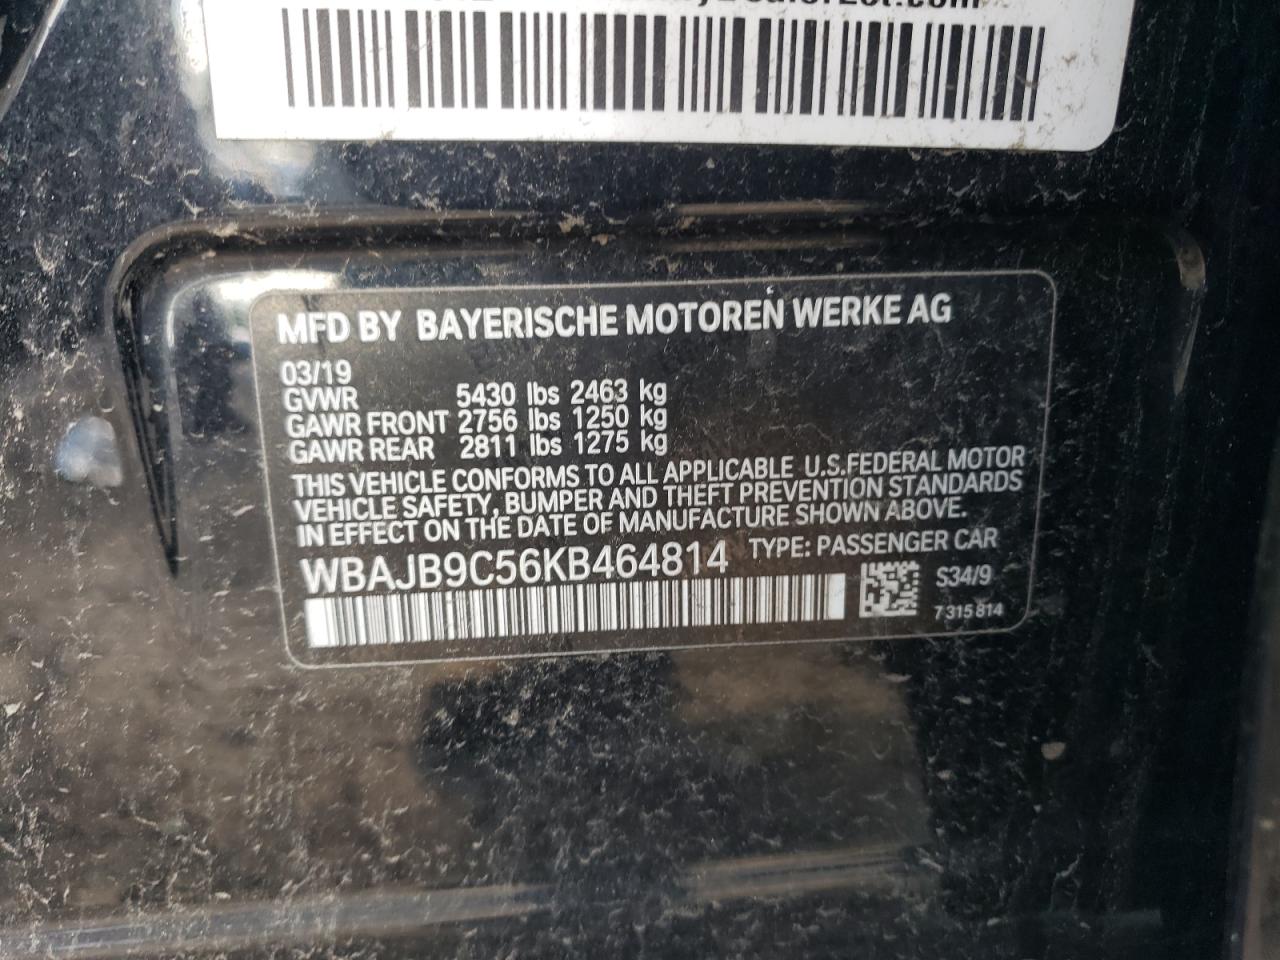 MFD BY BAYERISCHE MOTOREN WERKE AG
03/19
GVWR 5430 lbs 2463 kg
GAWR FRONT 2756 lbs 1250 kg
GAWR REAR 2811 lbs 1275 kg
THIS VEHICLE CONFORMS TO ALL APPLICABLE U.S.FEDERAL MOTOR
VEHICLE SAFETY, BUMPER AND THEFT PREVENTION STANDARDS
IN EFFECT ON THE DATE OF MANUFACTURE SHOWN ABOVE.
WBAJB9C56KB464814 TYPE: PASSENGER CAR
S34/9
7 315 814